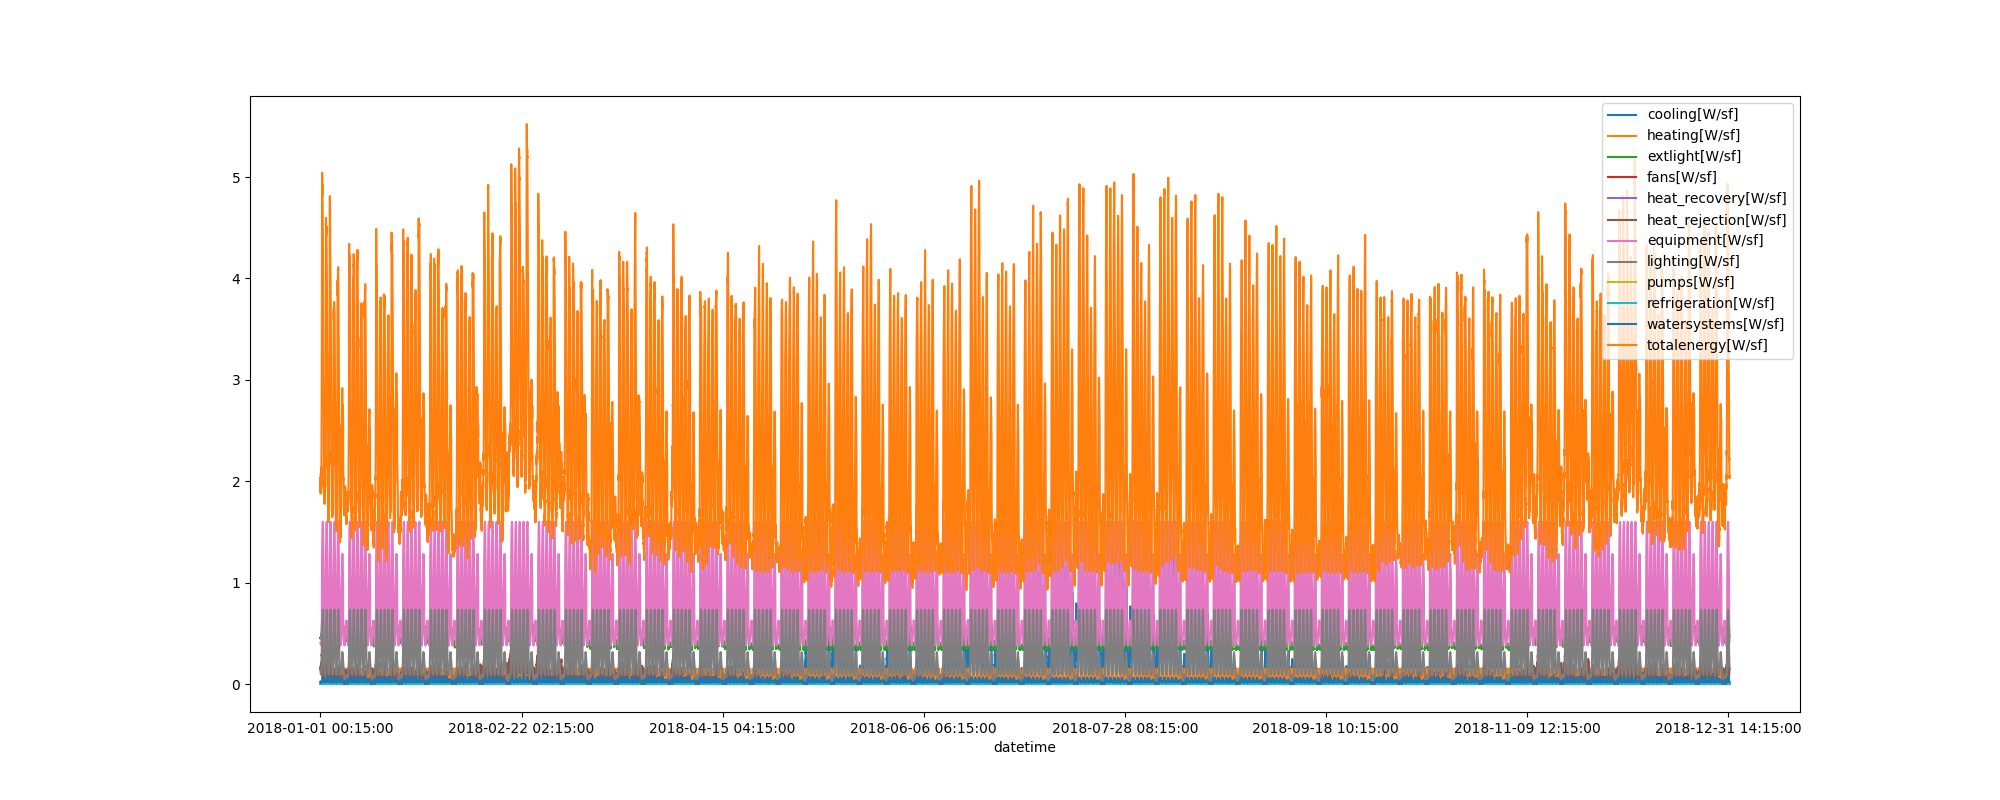 cooling[W/sf]
heating[W/sf]
extlight[W/sf]
fans[W/sf]
heat_recovery[W/sf]
heat_rejection[W/sf]
equipment[W/sf]
lighting[W/sf]
pumps[W/sf]
refrigeration[W/sf]
watersystems[W/sf]
totalenergy[W/sf]
5
4
3
2
1
0
2018-01-01 00:15:00 2018-02-22 02:15:00 2018-04-15 04:15:00 2018-06-06 06:15:00 2018-07-28 08:15:00 2018-09-18 10:15:00 2018-11-09 12:15:00 2018-12-31 14:15:00
datetime